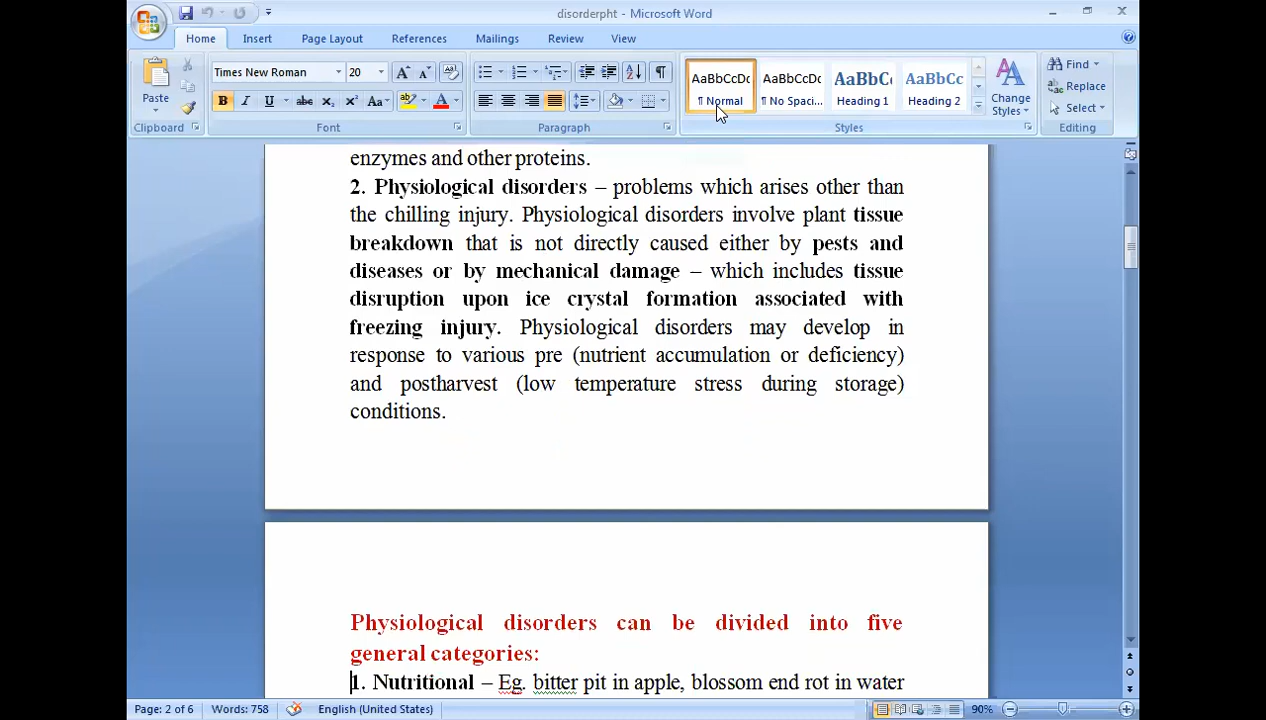 disorderpht - Microsoft Word
Home Insert Page Layout References Mailings Review View
Times New Roman 20
Paste
B I U abc x₂ x² Aa
AaBbCcDc AaBbCcDc AaBbC AaBbCc
¶ Normal ¶ No Spaci... Heading 1 Heading 2
Change Styles
Find
Replace
Select
Clipboard Font Paragraph Styles Editing
enzymes and other proteins.
2. Physiological disorders – problems which arises other than
the chilling injury. Physiological disorders involve plant tissue
breakdown that is not directly caused either by pests and
diseases or by mechanical damage – which includes tissue
disruption upon ice crystal formation associated with
freezing injury. Physiological disorders may develop in
response to various pre (nutrient accumulation or deficiency)
and postharvest (low temperature stress during storage)
conditions.
Physiological disorders can be divided into five
general categories:
1. Nutritional – Eg. bitter pit in apple, blossom end rot in water
Page: 2 of 6 Words: 758 English (United States) 90%